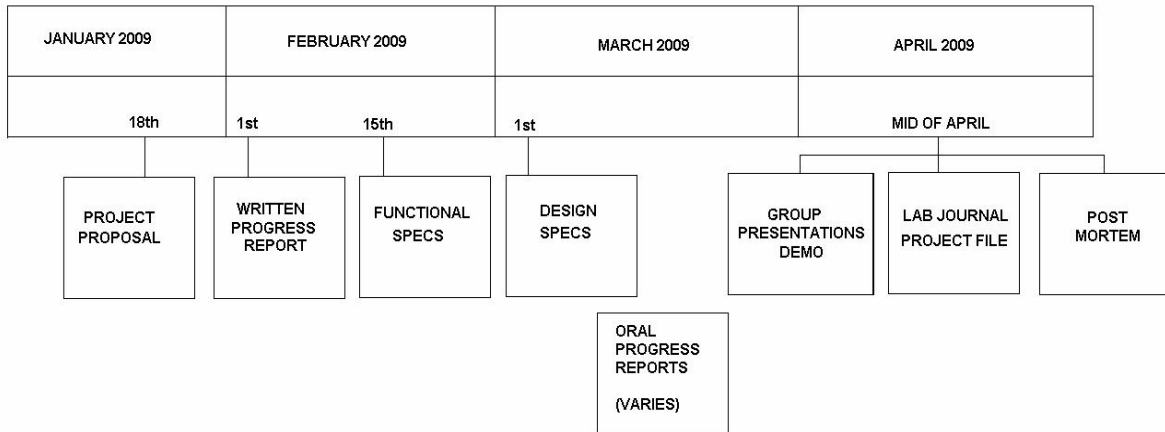 JANUARY 2009
FEBRUARY 2009
MARCH 2009
APRIL 2009
18th
1st
15th
1st
MID OF APRIL
PROJECT
PROPOSAL
WRITTEN
PROGRESS
REPORT
FUNCTIONAL
SPECS
DESIGN
SPECS
GROUP
PRESENTATIONS
DEMO
LAB JOURNAL
PROJECT FILE
POST
MORTEM
ORAL
PROGRESS
REPORTS
(VARIES)